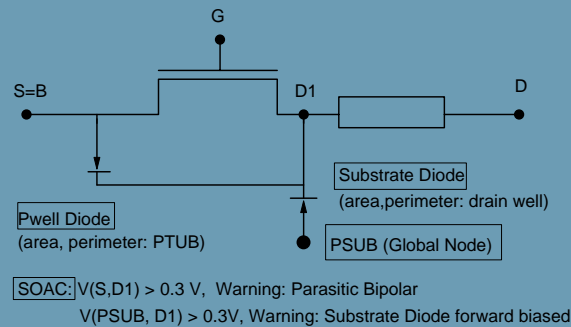 G
S=B
D1
D
Substrate Diode
(area,perimeter: drain well)
Pwell Diode
(area, perimeter: PTUB)
PSUB (Global Node)
SOAC: V(S,D1) > 0.3 V, Warning: Parasitic Bipolar
V(PSUB, D1) > 0.3V, Warning: Substrate Diode forward biased